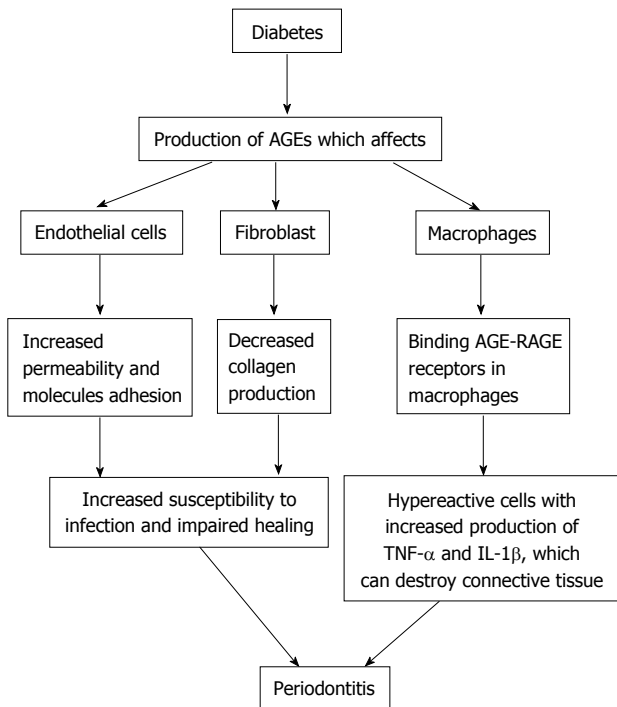 Diabetes
Production of AGEs which affects
Endothelial cells
Fibroblast
Macrophages
Increased
permeability and
molecules adhesion
Decreased
collagen
production
Binding AGE-RAGE
receptors in
macrophages
Increased susceptibility to
infection and impaired healing
Hypereactive cells with
increased production of
TNF-α and IL-1β, which
can destroy connective tissue
Periodontitis